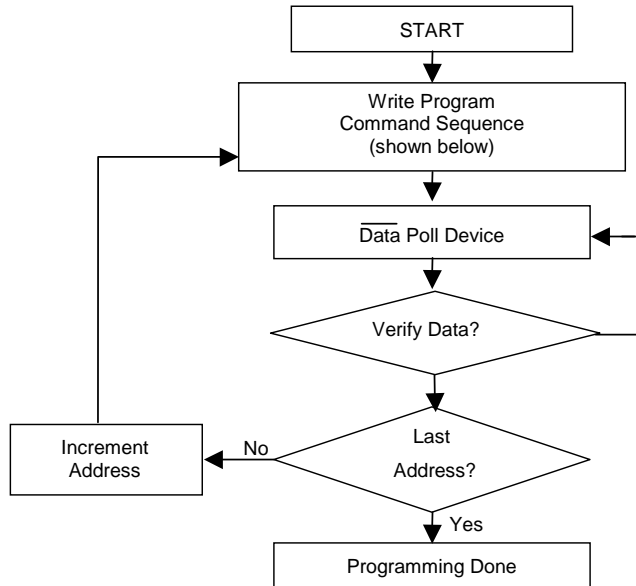 START
Write Program
Command Sequence
(shown below)
Data Poll Device
Verify Data?
Last
Address?
No
Increment
Address
Yes
Programming Done